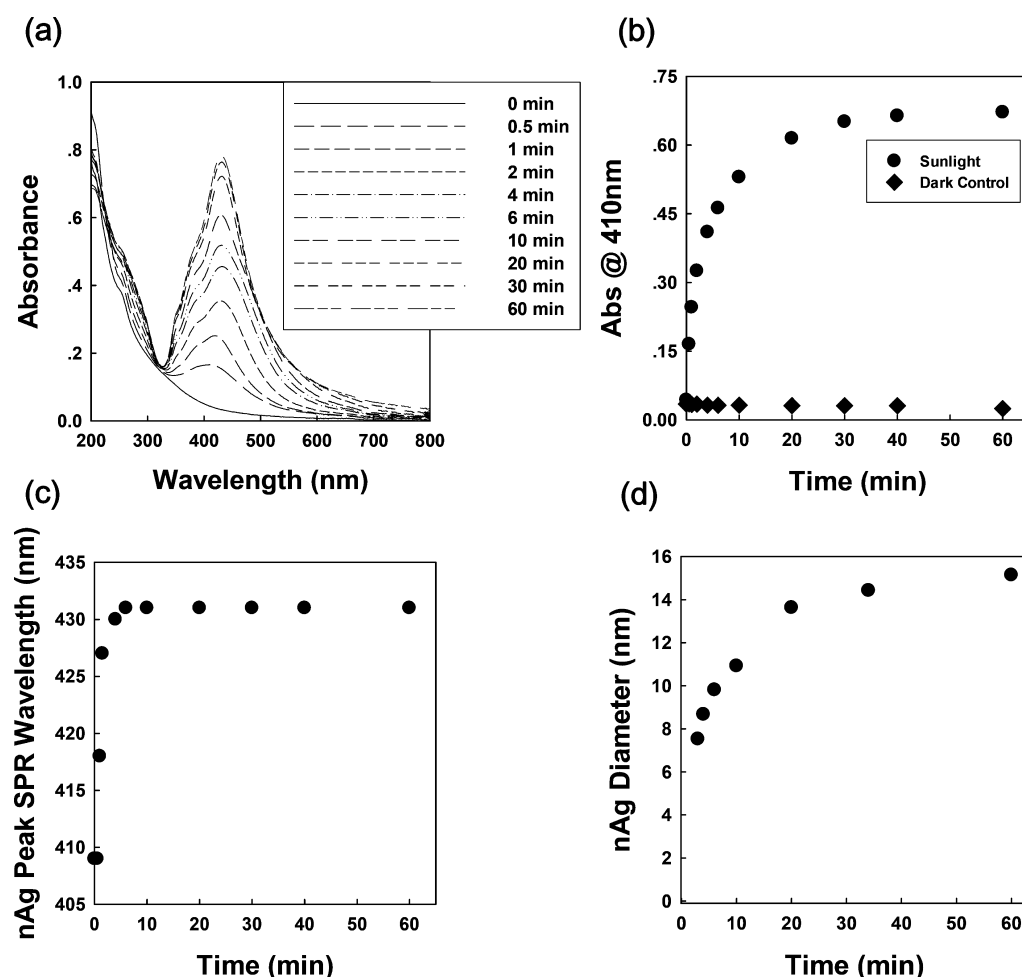 (a)
1.0
.8
.6
.4
.2
0.0
Absorbance
200 300 400 500 600 700 800
Wavelength (nm)
0 min
0.5 min
1 min
2 min
4 min
6 min
10 min
20 min
30 min
60 min
(b)
.75
.60
.45
.30
.15
0.00
Abs @ 410nm
0 10 20 30 40 50 60
Time (min)
Sunlight
Dark Control
(c)
435
430
425
420
415
410
405
nAg Peak SPR Wavelength (nm)
0 10 20 30 40 50 60
Time (min)
(d)
16
14
12
10
8
6
4
2
0
nAg Diameter (nm)
0 10 20 30 40 50 60
Time (min)